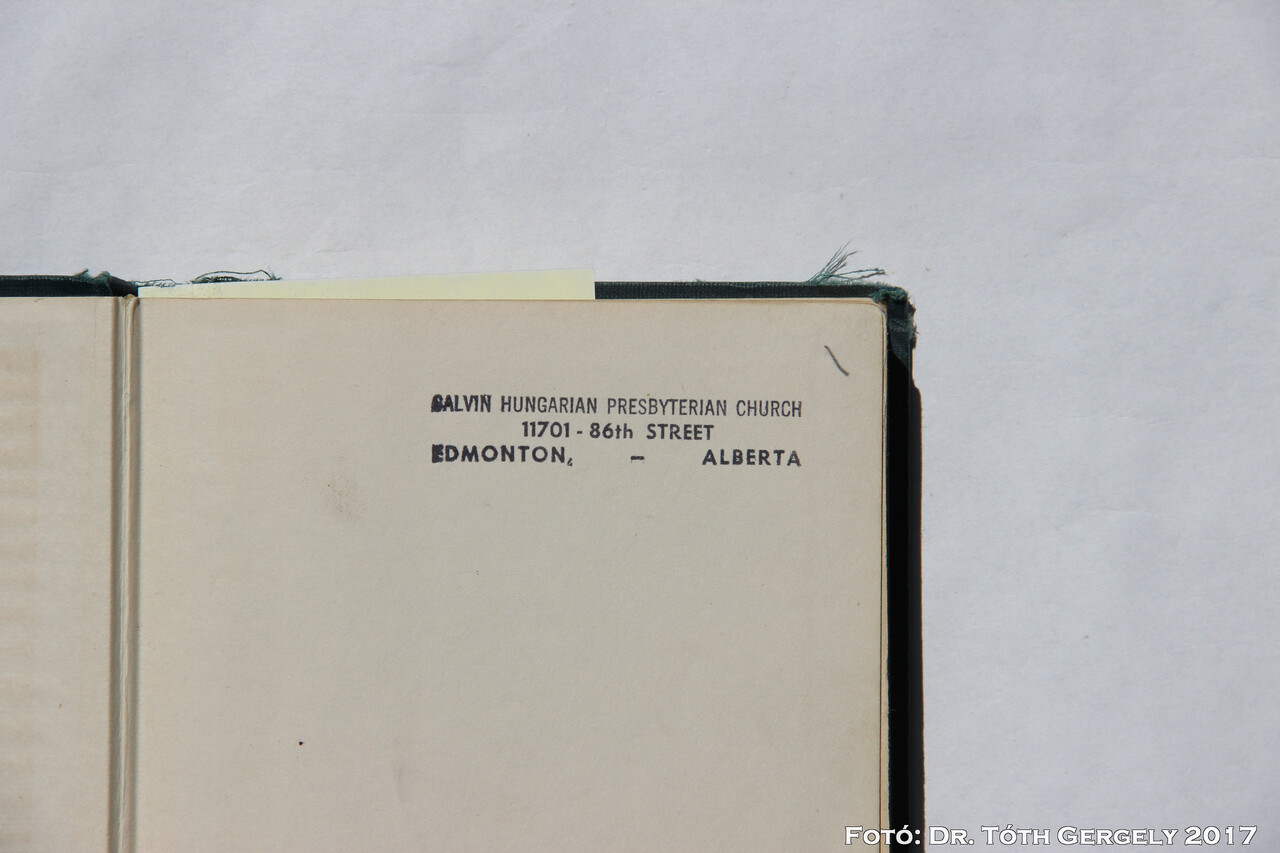 CALVIN HUNGARIAN PRESBYTERIAN CHURCH
11701 - 86th STREET
EDMONTON, - ALBERTA
Fotó: Dr. Tóth Gergely 2017